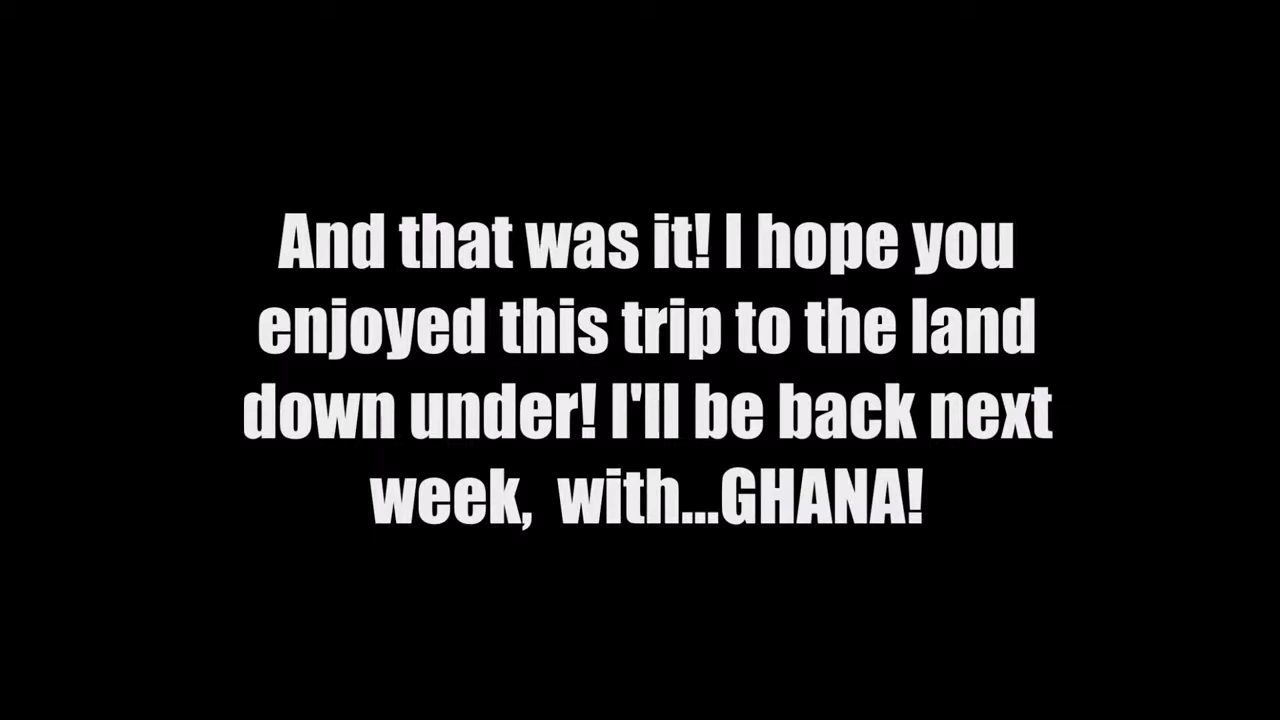 And that was it! I hope you
enjoyed this trip to the land
down under! I'll be back next
week,  with...GHANA!